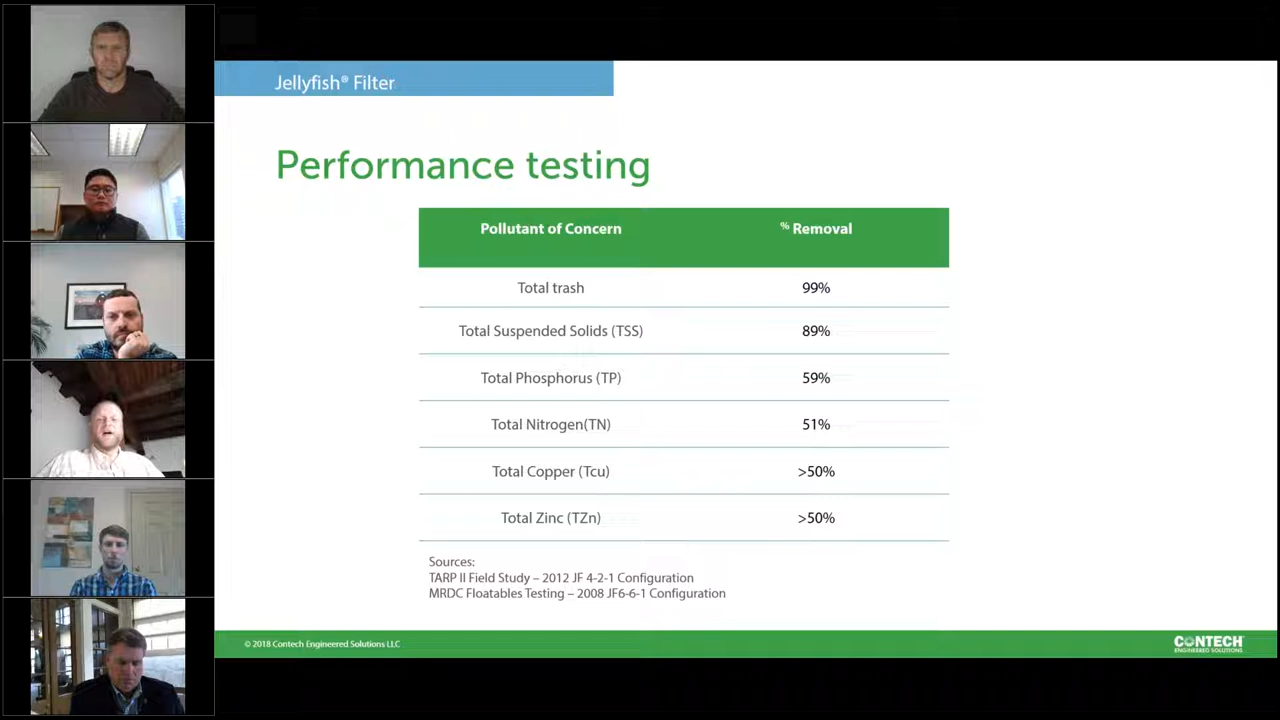 Jellyfish® Filter
Performance testing
Pollutant of Concern % Removal
Total trash 99%
Total Suspended Solids (TSS) 89%
Total Phosphorus (TP) 59%
Total Nitrogen(TN) 51%
Total Copper (Tcu) >50%
Total Zinc (TZn) >50%
Sources:
TARP II Field Study – 2012 JF 4-2-1 Configuration
MRDC Floatables Testing – 2008 JF6-6-1 Configuration
© 2018 Contech Engineered Solutions LLC
CONTECH
ENGINEERED SOLUTIONS